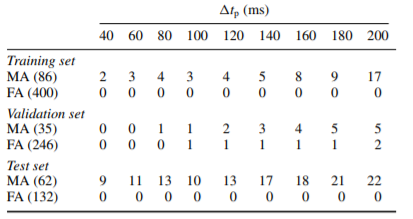 Δtp (ms)
40 60 80 100 120 140 160 180 200
Training set
MA (86) 2 3 4 3 4 5 8 9 17
FA (400) 0 0 0 0 0 0 0 0 0
Validation set
MA (35) 0 0 1 1 2 3 4 5 5
FA (246) 0 0 0 1 1 1 1 1 2
Test set
MA (62) 9 11 13 10 13 17 18 21 22
FA (132) 0 0 0 0 0 0 0 0 0